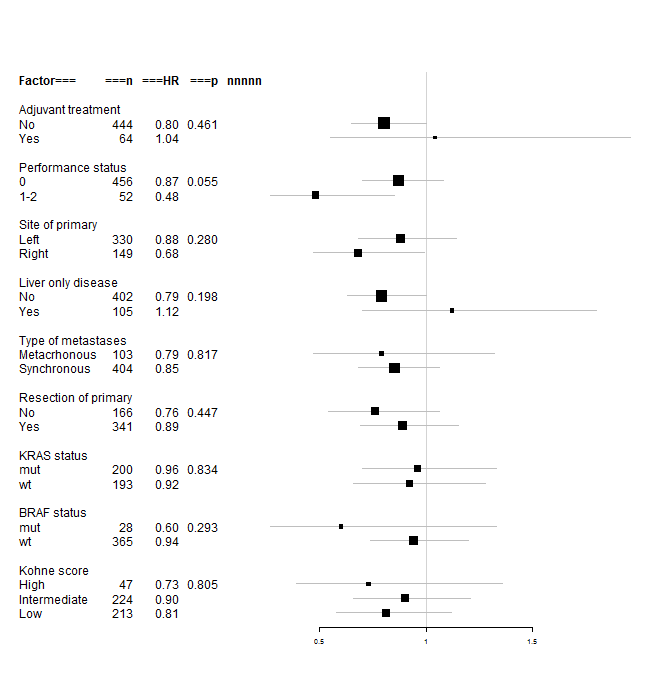 Factor=== ===n ===HR ===p nnnnn
Adjuvant treatment
No 444 0.80 0.461
Yes 64 1.04
Performance status
0 456 0.87 0.055
1-2 52 0.48
Site of primary
Left 330 0.88 0.280
Right 149 0.68
Liver only disease
No 402 0.79 0.198
Yes 105 1.12
Type of metastases
Metacrhonous 103 0.79 0.817
Synchronous 404 0.85
Resection of primary
No 166 0.76 0.447
Yes 341 0.89
KRAS status
mut 200 0.96 0.834
wt 193 0.92
BRAF status
mut 28 0.60 0.293
wt 365 0.94
Kohne score
High 47 0.73 0.805
Intermediate 224 0.90
Low 213 0.81
0.5 1 1.5